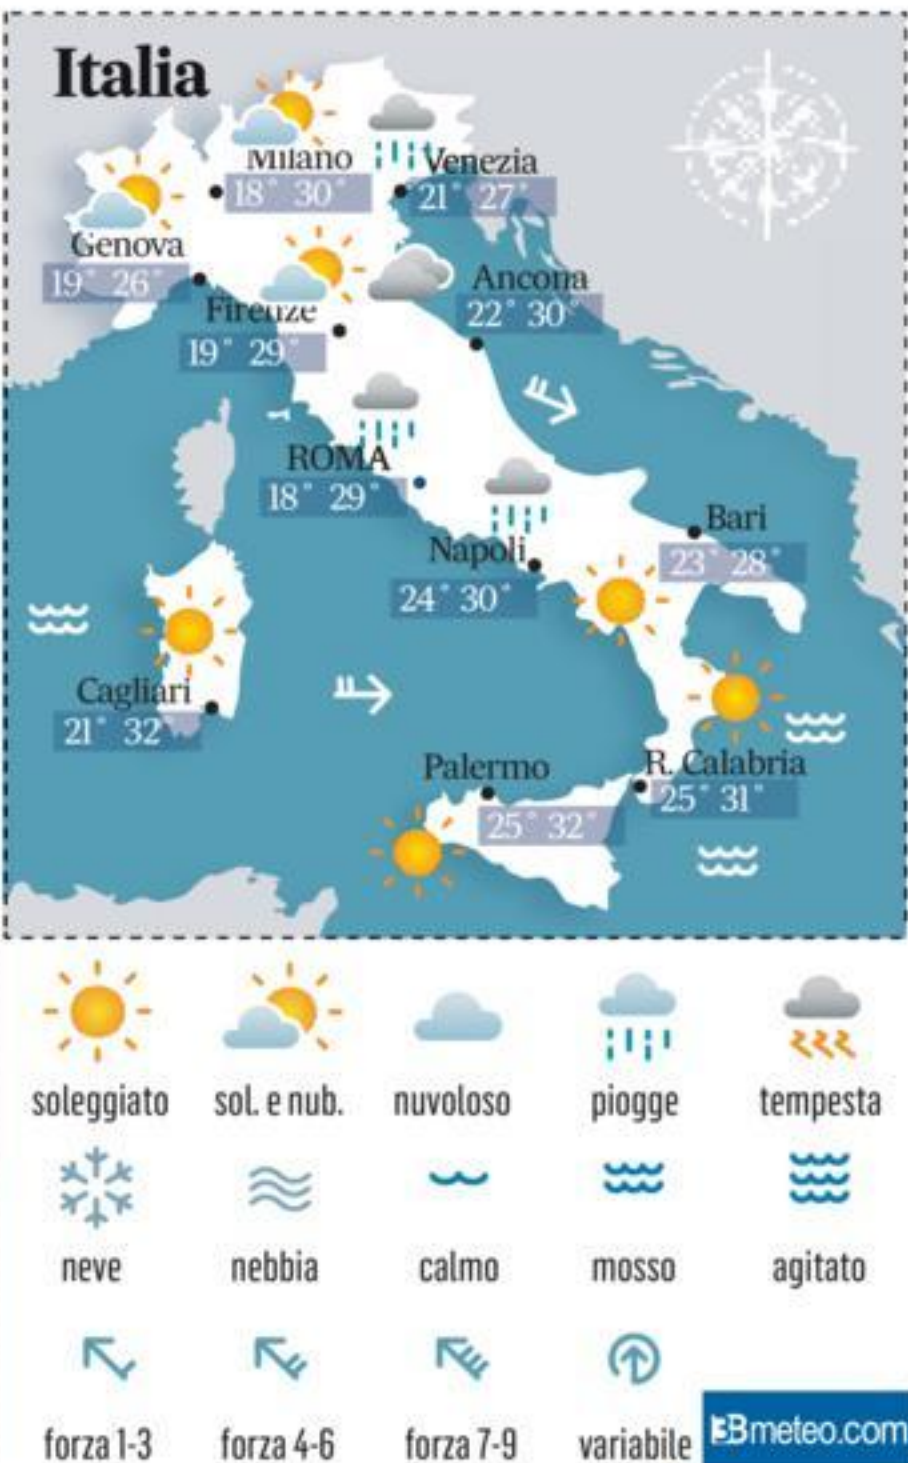 Italia
Milano
18° 30°
Venezia
21° 27°
Genova
19° 26°
Ancona
22° 30°
Firenze
19° 29°
ROMA
18° 29°
Napoli
24° 30°
Bari
23° 28°
Cagliari
21° 32°
Palermo
25° 32°
R. Calabria
25° 31°
soleggiato
sol. e nub.
nuvoloso
piogge
tempesta
neve
nebbia
calmo
mosso
agitato
forza 1-3
forza 4-6
forza 7-9
variabile
3Bmeteo.com